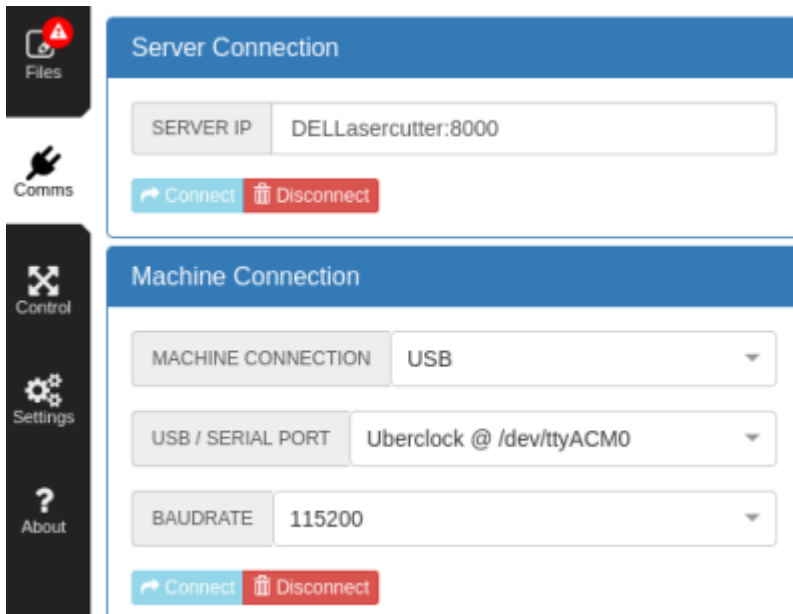 Files
Comms
Control
Settings
About
Server Connection
SERVER IP DELLasercutter:8000
Connect Disconnect
Machine Connection
MACHINE CONNECTION USB
USB / SERIAL PORT Uberclock @ /dev/ttyACM0
BAUDRATE 115200
Connect Disconnect